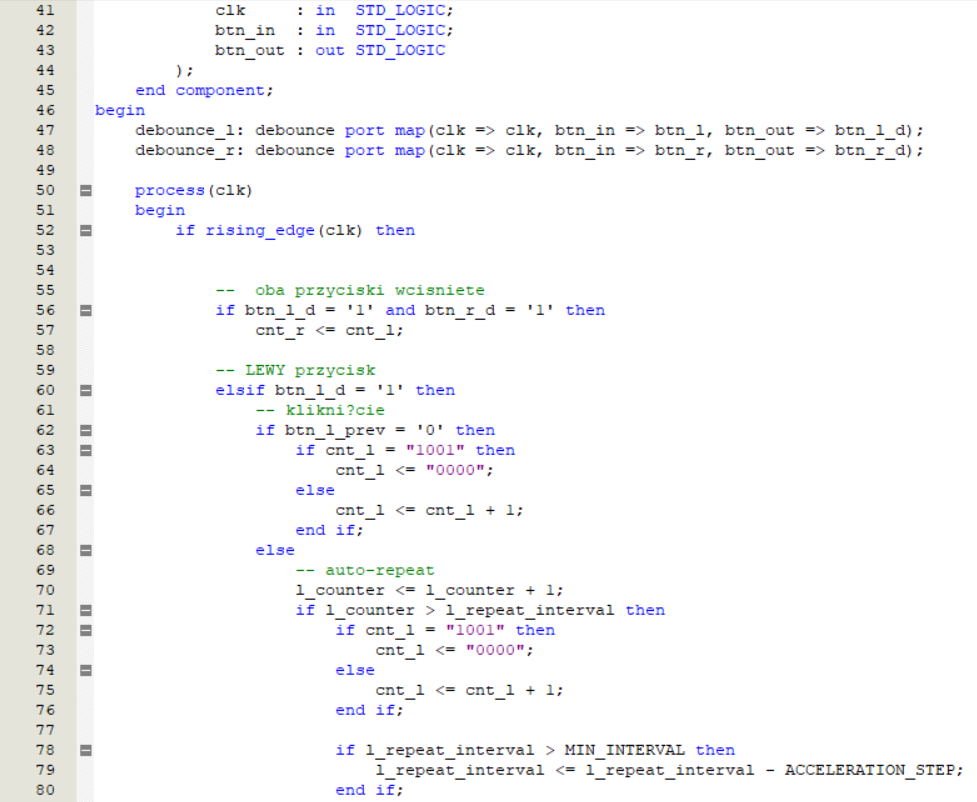 41 clk     : in  STD_LOGIC;
42 btn_in  : in  STD_LOGIC;
43 btn_out : out STD_LOGIC
44 );
45 end component;
46 begin
47 debounce_l: debounce port map(clk => clk, btn_in => btn_l, btn_out => btn_l_d);
48 debounce_r: debounce port map(clk => clk, btn_in => btn_r, btn_out => btn_r_d);
49
50 process(clk)
51 begin
52 if rising_edge(clk) then
53
54
55 --  oba przyciski wcisniete
56 if btn_l_d = '1' and btn_r_d = '1' then
57 cnt_r <= cnt_l;
58
59 -- LEWY przycisk
60 elsif btn_l_d = '1' then
61 -- klikni?cie
62 if btn_l_prev = '0' then
63 if cnt_l = "1001" then
64 cnt_l <= "0000";
65 else
66 cnt_l <= cnt_l + 1;
67 end if;
68 else
69 -- auto-repeat
70 l_counter <= l_counter + 1;
71 if l_counter > l_repeat_interval then
72 if cnt_l = "1001" then
73 cnt_l <= "0000";
74 else
75 cnt_l <= cnt_l + 1;
76 end if;
77
78 if l_repeat_interval > MIN_INTERVAL then
79 l_repeat_interval <= l_repeat_interval - ACCELERATION_STEP;
80 end if;